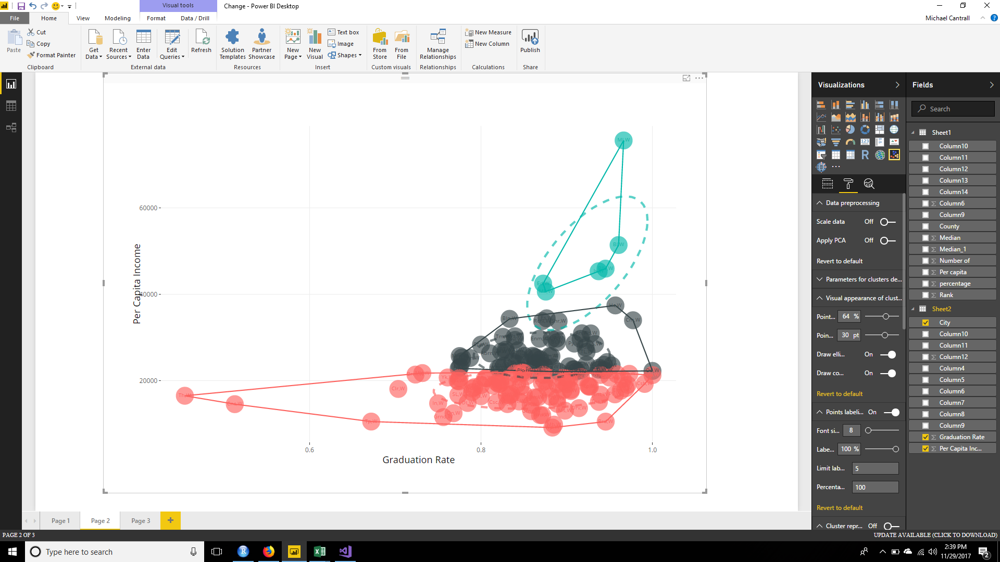 Visual tools
Change - Power BI Desktop
File
Home
View
Modeling
Format
Data / Drill
Michael Cantrall
Paste
Cut
Copy
Format Painter
Get Data
Recent Sources
Enter Data
Edit Queries
Refresh
Solution Templates
Partner Showcase
New Page
New Visual
Text box
Image
Shapes
From Store
From File
Manage Relationships
New Measure
New Column
Publish
Clipboard
External data
Resources
Insert
Custom visuals
Relationships
Calculations
Share
Per Capita Income
60000
40000
20000
0.6
0.8
1.0
Graduation Rate
Page 1
Page 2
Page 3
PAGE 2 OF 3
UPDATE AVAILABLE (CLICK TO DOWNLOAD)
Visualizations
Data preprocessing
Scale data Off
Apply PCA Off
Revert to default
Parameters for clusters de...
Visual appearance of clust...
Point... 64 %
Poin... 30 pt
Draw elli... On
Draw co... On
Revert to default
Points labeli... On
Font si... 8
Labe... 100 %
Limit lab... 5
Percenta... 100
Revert to default
Cluster repr... Off
Fields
Search
Sheet1
Column10
Column11
Column12
Column13
Column14
Column6
Column9
County
Median
Median_1
Number of
Per capita
percentage
Rank
Sheet2
City
Column10
Column11
Column12
Column4
Column5
Column6
Column7
Column8
Column9
Graduation Rate
Per Capita Inc...
Type here to search
2:39 PM
11/29/2017
2